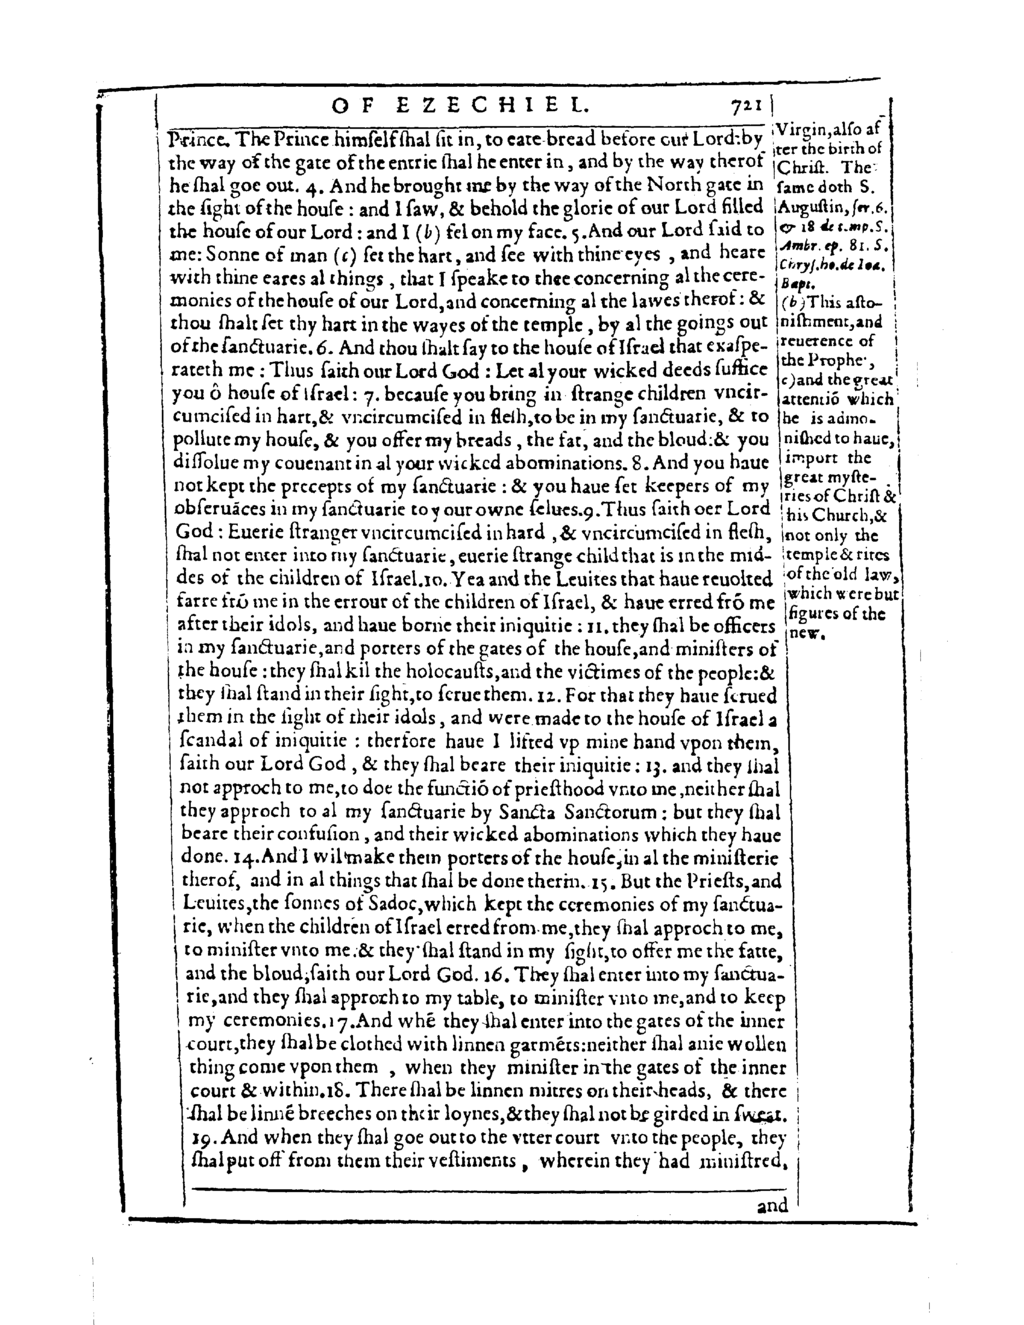 OF EZECHIEL. 721
Prince. The Prince himſelf ſhal ſit in, to eate bread before our Lord: by
the way of the gate of the entrie ſhal he enter in, and by the way therof
he ſhal goe out. 4. And he brought me by the way of the North gate in
the ſight of the houſe: and I ſaw, & behold the glorie of our Lord filled
the houſe of our Lord: and I (b) fel on my face. 5. And our Lord ſaid to
me: Sonne of man (c) ſet the hart, and ſee with thine eyes, and heare
with thine eares al things, that I ſpeake to thee concerning al the cere-
monies of the houſe of our Lord, and concerning al the lawes therof: &
thou ſhalt ſet thy hart in the wayes of the temple, by al the goings out
of the ſanctuarie. 6. And thou ſhalt ſay to the houſe of Iſrael that exaſpe-
rateth me: Thus ſaith our Lord God: Let al your wicked deeds ſuffice
you ô houſe of iſrael: 7. becauſe you bring in ſtrange children vncir-
cumciſed in hart, & vncircumciſed in fleſh, to be in my ſanctuarie, & to
pollute my houſe, & you offer my breads, the fat, and the bloud: & you
diſſolue my couenant in al your wicked abominations. 8. And you haue
not kept the precepts of my ſanctuarie: & you haue ſet keepers of my
obſeruāces in my ſanctuarie to your owne ſelues. 9. Thus ſaith oer Lord
God: Euerie ſtranger vncircumciſed in hard, & vncircumciſed in fleſh,
ſhal not enter into my ſanctuarie, euerie ſtrange child that is in the mid-
des of the children of Iſrael. 10. Yea and the Leuites that haue reuolted
farre frō me in the errour of the children of Iſrael, & haue erred frō me
after their idols, and haue borne their iniquitie: 11. they ſhal be officers
in my ſanctuarie, and porters of the gates of the houſe, and miniſters of
the houſe: they ſhal kil the holocauſts, and the victimes of the people: &
they ſhal ſtand in their ſight, to ſerue them. 12. For that they haue ſerued
them in the ſight of their idols, and were made to the houſe of Iſrael a
ſcandal of iniquitie: therfore haue I lifted vp mine hand vpon them,
ſaith our Lord God, & they ſhal beare their iniquitie: 13. and they ſhal
not approch to me, to doe the functiō of prieſthood vnto me, neither ſhal
they approch to al my ſanctuarie by Sancta Sanctorum: but they ſhal
beare their confuſion, and their wicked abominations which they haue
done. 14. And I wil make them porters of the houſe, in al the miniſterie
therof, and in al things that ſhal be done therin. 15. But the Prieſts, and
Leuites, the ſonnes of Sadoc, which kept the ceremonies of my ſanctua-
rie, when the children of Iſrael erred from me, they ſhal approch to me,
to miniſter vnto me: & they ſhal ſtand in my ſight, to offer me the fatte,
and the bloud, ſaith our Lord God. 16. They ſhal enter into my ſanctua-
rie, and they ſhal approch to my table, to miniſter vnto me, and to keep
my ceremonies. 17. And whē they ſhal enter into the gates of the inner
court, they ſhal be clothed with linnen garmēts: neither ſhal anie wollen
thing come vpon them, when they miniſter in the gates of the inner
court & within. 18. There ſhal be linnen mitres on their heads, & there
ſhal be linnē breeches on their loynes, & they ſhal not be girded in ſweat.
19. And when they ſhal goe out to the vtter court vnto the people, they
ſhal put off from them their veſtiments, wherein they had miniſtred,
and
Virgin, alſo af
ter the birth of
Chriſt. The
ſame doth S.
Auguſtin, ſer. 6.
& 18 de t. mp. S.
Ambr. ep. 81. S.
Chryſ. ho. de Ioa.
Bapt.
(b) This aſto-
niſhment, and
reuerence of
the Prophe-,
c) and the great
attentiō which
he is admo-
niſhed to haue,
import the
great myſte-
ries of Chriſt &
his Church, &
not only the
temple & rites
of the old law,
which were but
figures of the
new.